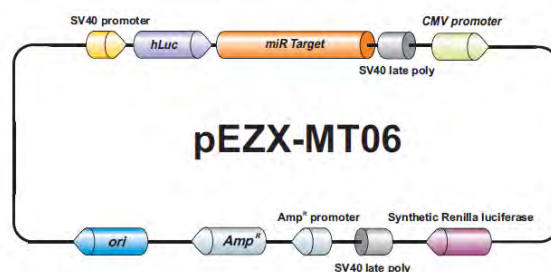 SV40 promoter
hLuc
miR Target
CMV promoter
SV40 late poly
pEZX-MT06
ori
Amp^R
Amp^R promoter
Synthetic Renilla luciferase
SV40 late poly